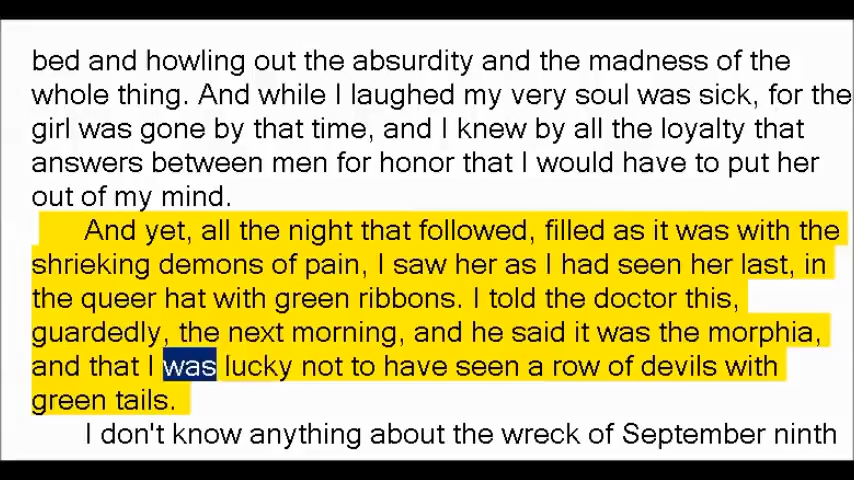 bed and howling out the absurdity and the madness of the
whole thing. And while I laughed my very soul was sick, for the
girl was gone by that time, and I knew by all the loyalty that
answers between men for honor that I would have to put her
out of my mind.
And yet, all the night that followed, filled as it was with the
shrieking demons of pain, I saw her as I had seen her last, in
the queer hat with green ribbons. I told the doctor this,
guardedly, the next morning, and he said it was the morphia,
and that I was lucky not to have seen a row of devils with
green tails.
I don't know anything about the wreck of September ninth